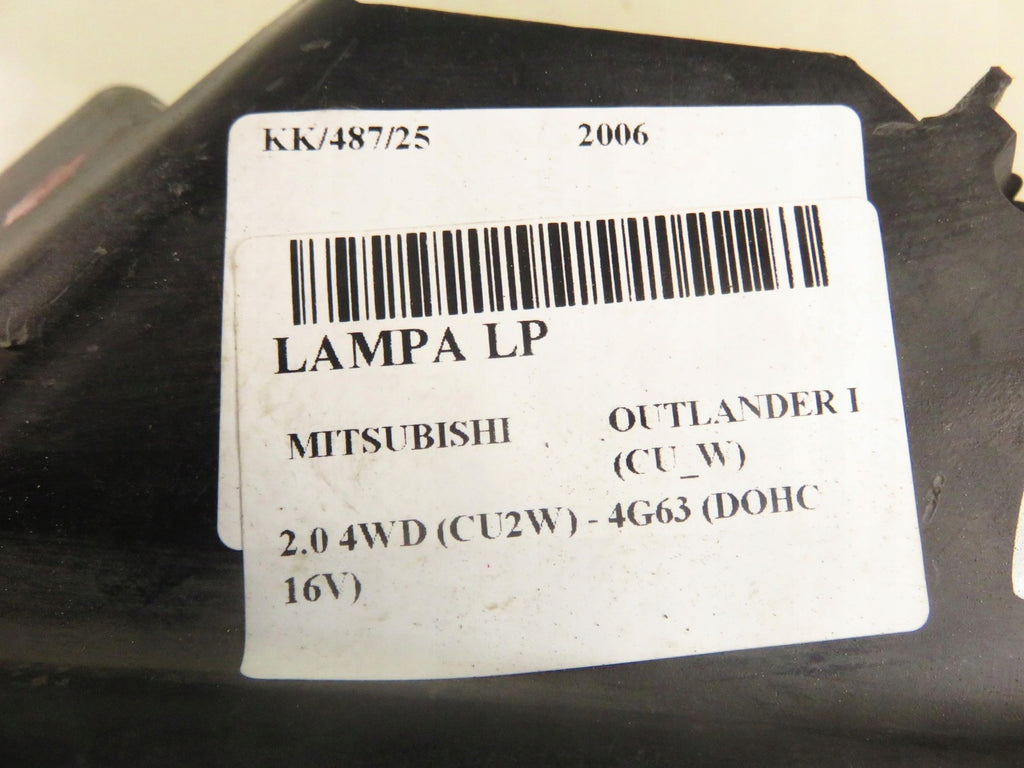 KK/487/25 2006
LAMPA LP
MITSUBISHI OUTLANDER I
(CU_W)
2.0 4WD (CU2W) - 4G63 (DOHC
16V)